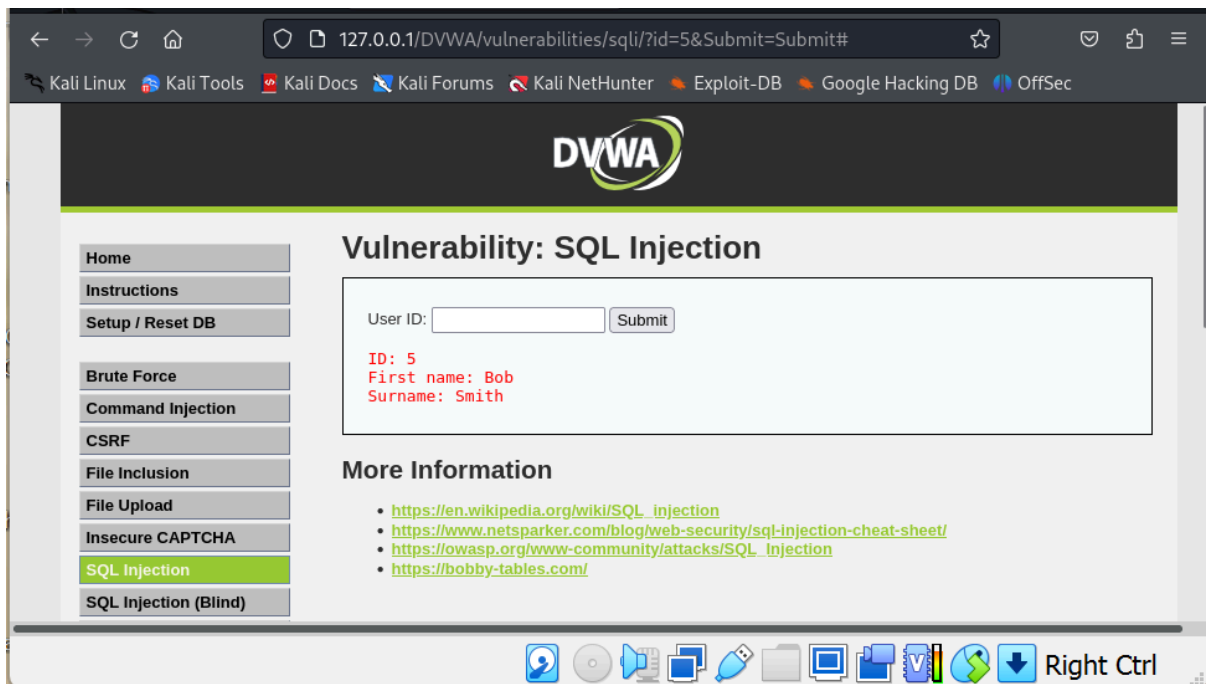 127.0.0.1/DVWA/vulnerabilities/sqli/?id=5&Submit=Submit#
Kali Linux Kali Tools Kali Docs Kali Forums Kali NetHunter Exploit-DB Google Hacking DB OffSec
DVWA
Home
Instructions
Setup / Reset DB
Brute Force
Command Injection
CSRF
File Inclusion
File Upload
Insecure CAPTCHA
SQL Injection
SQL Injection (Blind)
Vulnerability: SQL Injection
User ID: Submit
ID: 5
First name: Bob
Surname: Smith
More Information
• https://en.wikipedia.org/wiki/SQL_injection
• https://www.netsparker.com/blog/web-security/sql-injection-cheat-sheet/
• https://owasp.org/www-community/attacks/SQL_Injection
• https://bobby-tables.com/
Right Ctrl